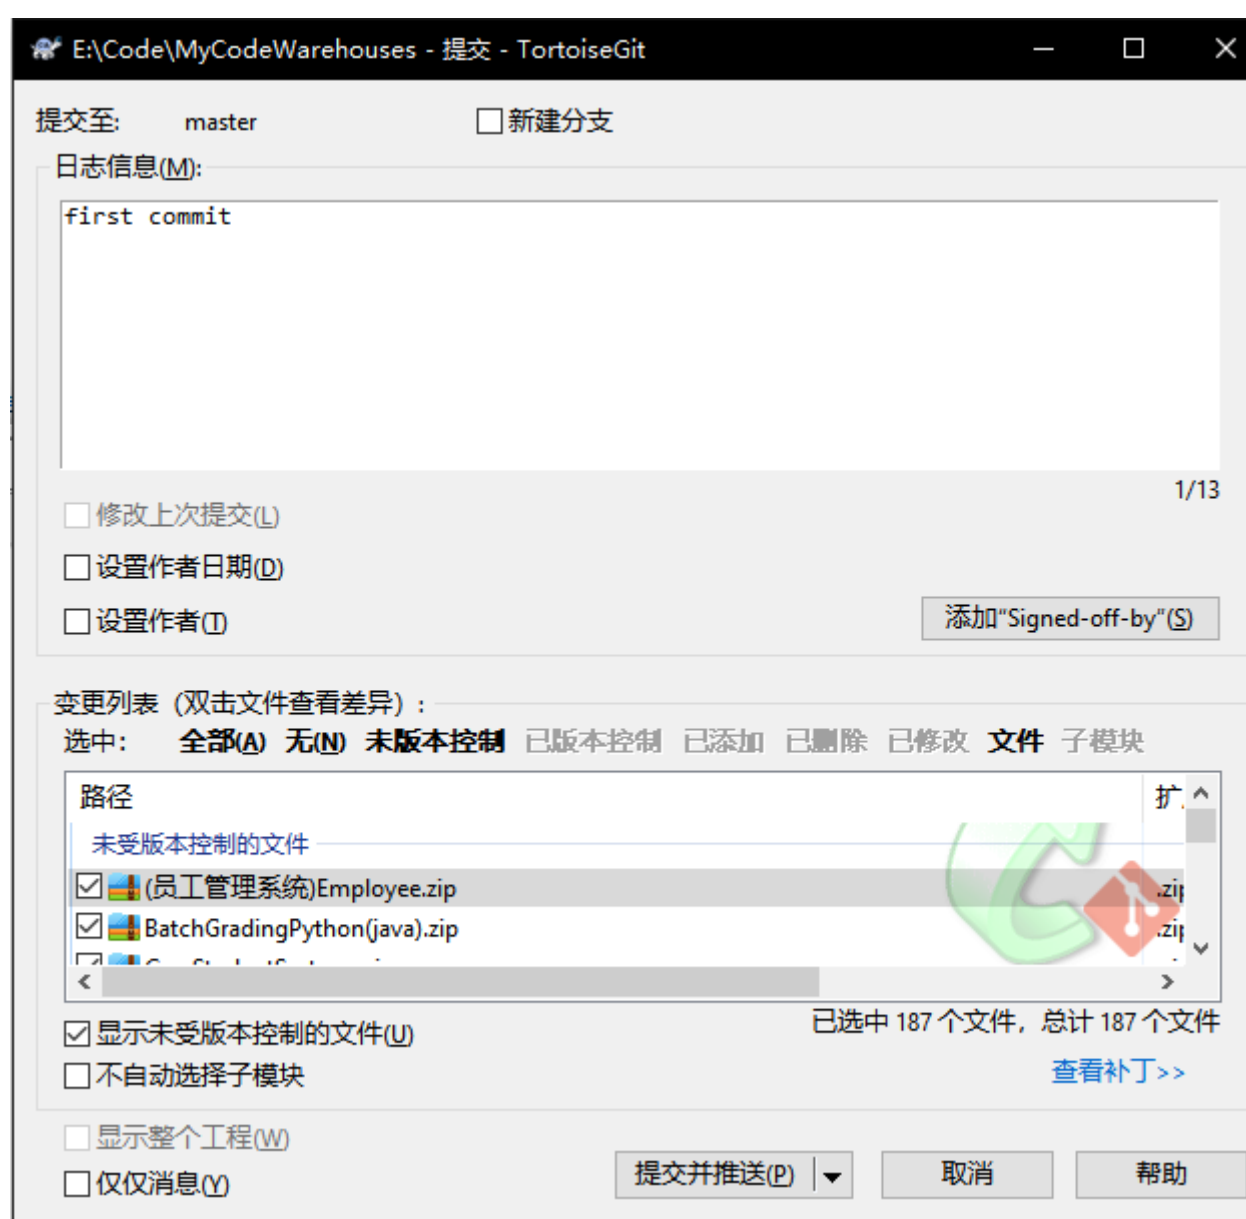 E:\Code\MyCodeWarehouses - 提交 - TortoiseGit
提交至: master 新建分支
日志信息(M):
first commit
1/13
修改上次提交(L)
设置作者日期(D)
设置作者(T)
添加"Signed-off-by"(S)
变更列表（双击文件查看差异）:
选中: 全部(A) 无(N) 未版本控制 已版本控制 已添加 已删除 已修改 文件 子模块
路径 扩
未受版本控制的文件
(员工管理系统)Employee.zip .zip
BatchGradingPython(java).zip .zip
显示未受版本控制的文件(U) 已选中 187 个文件，总计 187 个文件
不自动选择子模块 查看补丁>>
显示整个工程(W)
仅仅消息(Y) 提交并推送(P) 取消 帮助